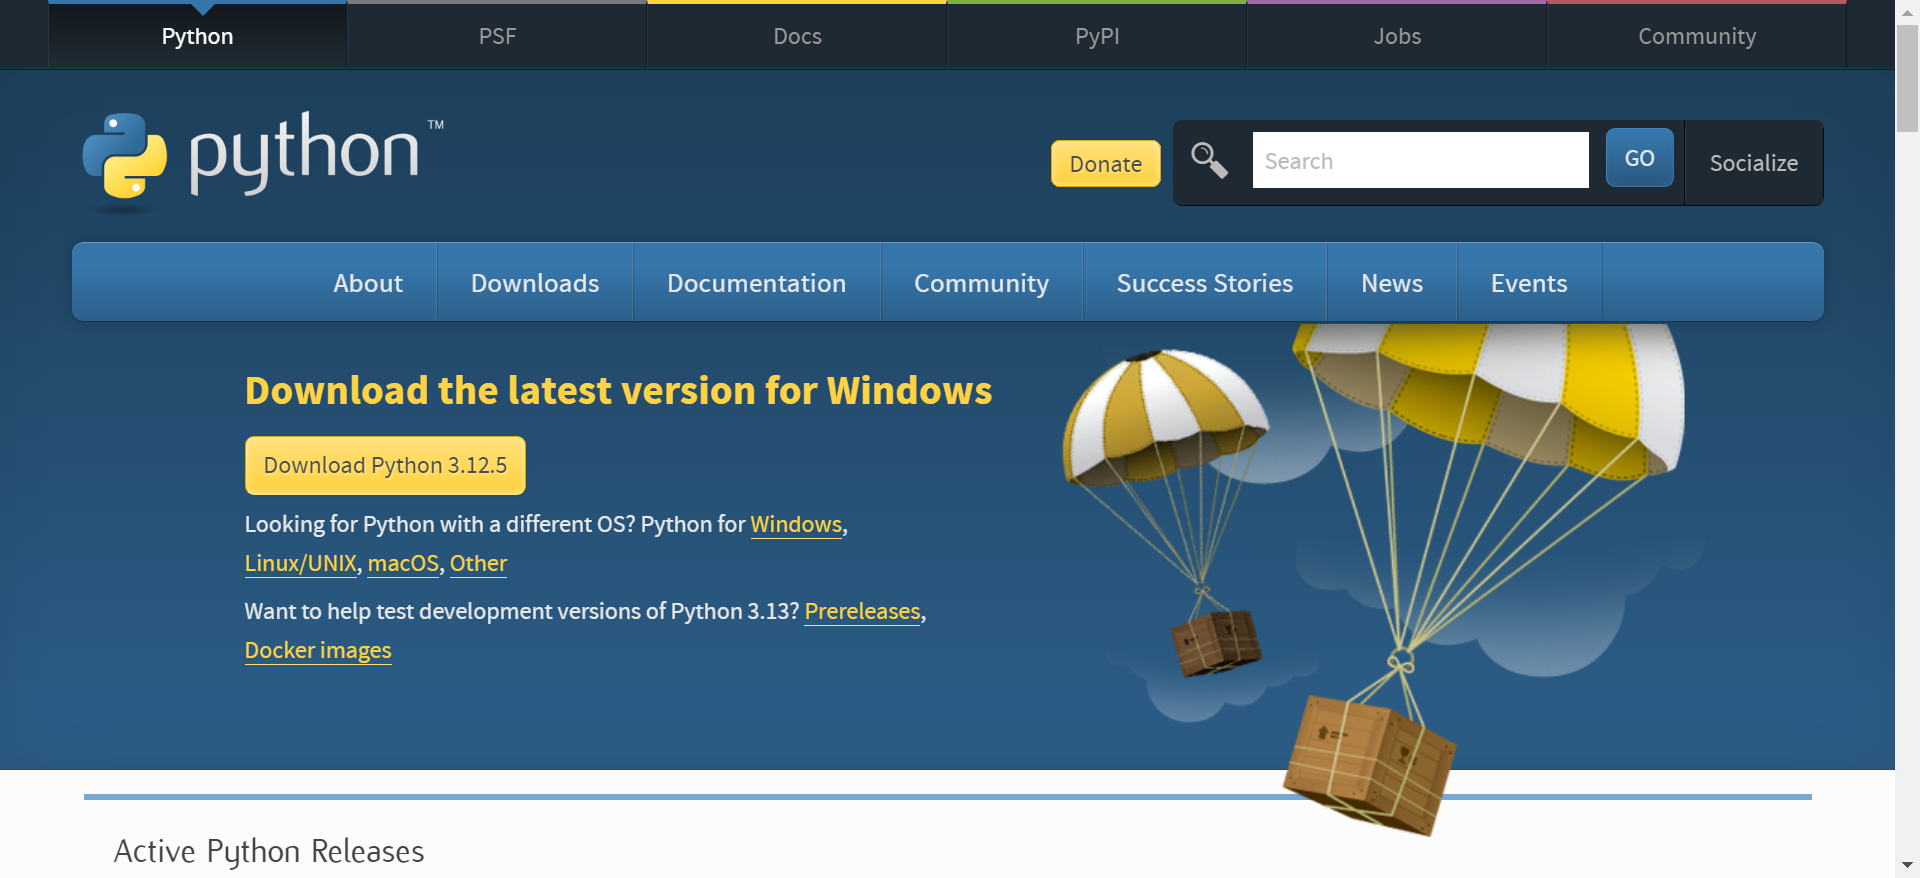 Python PSF Docs PyPI Jobs Community
python™
Donate Search GO Socialize
About Downloads Documentation Community Success Stories News Events
Download the latest version for Windows
Download Python 3.12.5
Looking for Python with a different OS? Python for Windows,
Linux/UNIX, macOS, Other
Want to help test development versions of Python 3.13? Prereleases,
Docker images
Active Python Releases